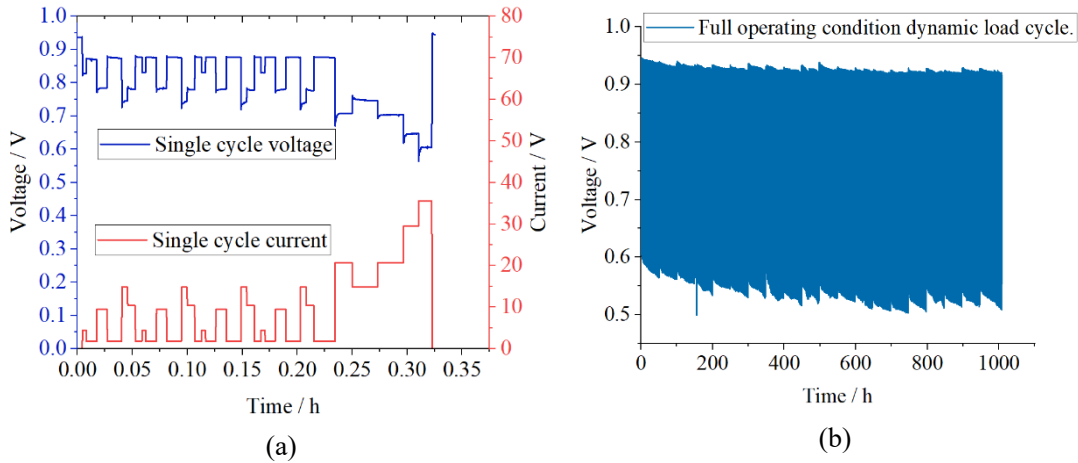 1.0
0.9
0.8
0.7
0.6
0.5
0.4
0.3
0.2
0.1
0.0
Voltage / V
80
70
60
50
40
30
20
10
0
Current / V
Single cycle voltage
Single cycle current
0.00 0.05 0.10 0.15 0.20 0.25 0.30 0.35
Time / h
(a)
Full operating condition dynamic load cycle.
1.0
0.9
0.8
0.7
0.6
0.5
Voltage / V
0 200 400 600 800 1000
Time / h
(b)